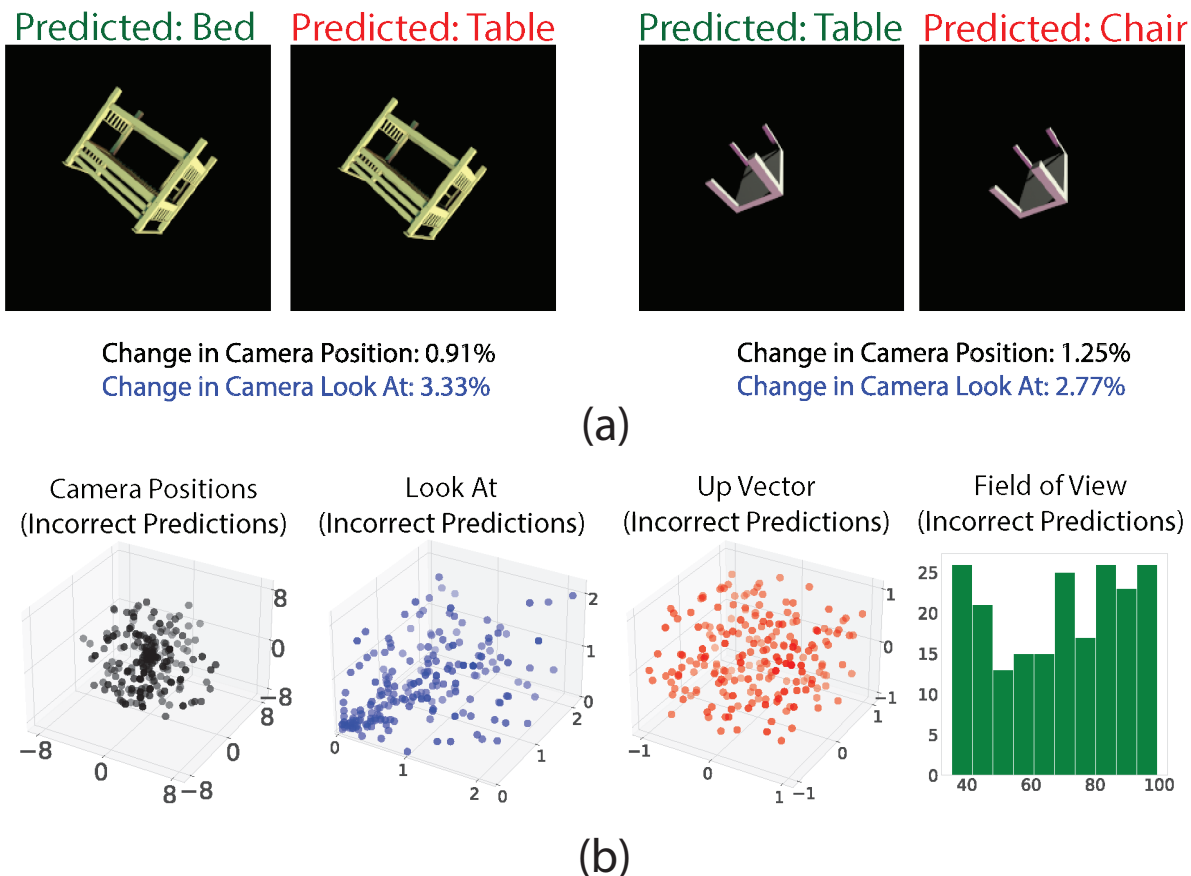 Predicted: Bed
Predicted: Table
Predicted: Table
Predicted: Chair
Change in Camera Position: 0.91%
Change in Camera Look At: 3.33%
Change in Camera Position: 1.25%
Change in Camera Look At: 2.77%
(a)
Camera Positions
(Incorrect Predictions)
Look At
(Incorrect Predictions)
Up Vector
(Incorrect Predictions)
Field of View
(Incorrect Predictions)
8
0
−8
8
0
−8
−8
0
8
2
1
0
2
1
0
0
1
2
1
0
−1
1
0
−1
−1
0
1
25
20
15
10
5
0
40
60
80
100
(b)